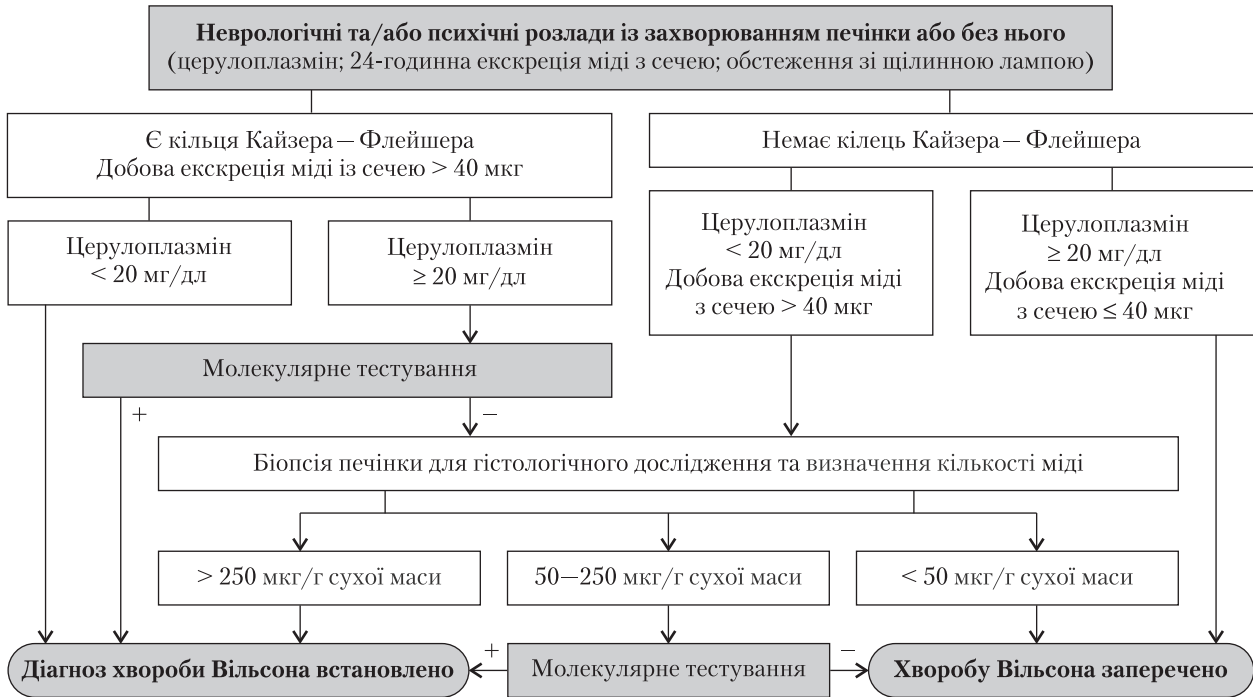 Неврологічні та/або психічні розлади із захворюванням печінки або без нього
(церулоплазмін; 24-годинна екскреція міді з сечею; обстеження зі щілинною лампою)
Є кільця Кайзера – Флейшера
Добова екскреція міді із сечею > 40 мкг
Немає кілець Кайзера – Флейшера
Церулоплазмін
< 20 мг/дл
Церулоплазмін
≥ 20 мг/дл
Церулоплазмін
< 20 мг/дл
Добова екскреція міді
з сечею > 40 мкг
Церулоплазмін
≥ 20 мг/дл
Добова екскреція міді
з сечею ≤ 40 мкг
Молекулярне тестування
+
–
Біопсія печінки для гістологічного дослідження та визначення кількості міді
> 250 мкг/г сухої маси
50–250 мкг/г сухої маси
< 50 мкг/г сухої маси
Діагноз хвороби Вільсона встановлено
+
Молекулярне тестування
–
Хворобу Вільсона заперечено